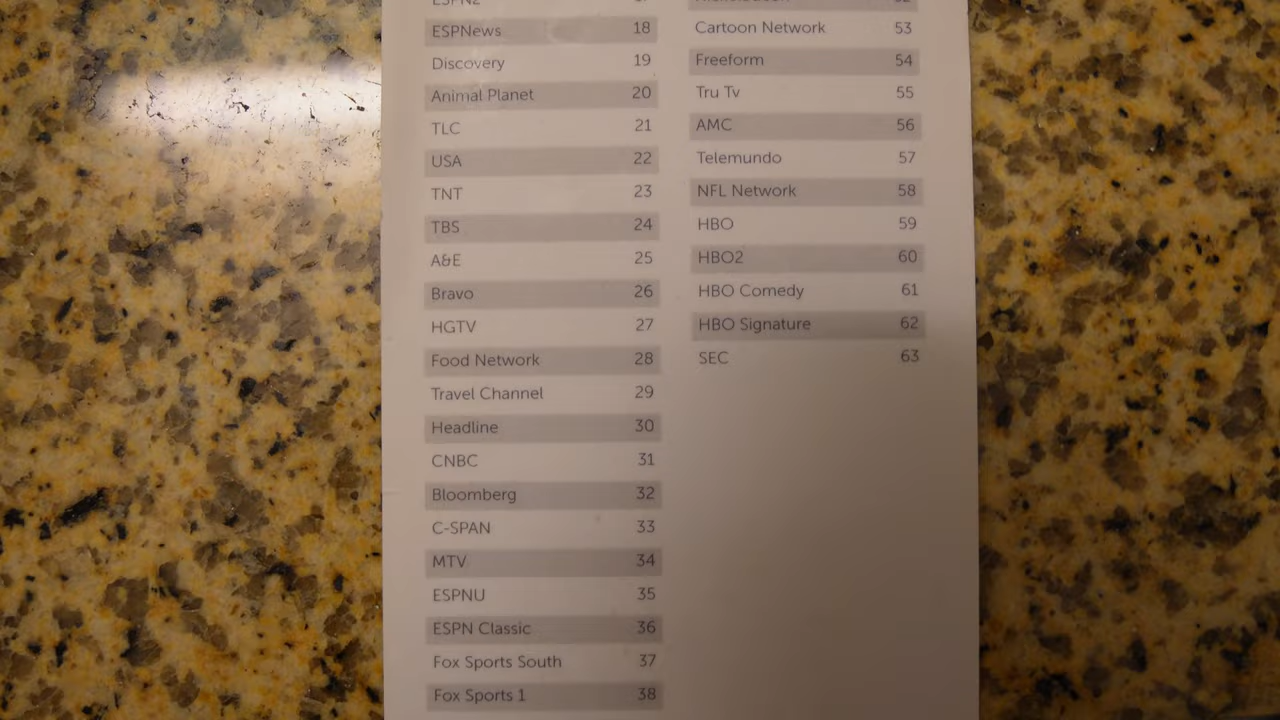 ESPN2
ESPNews 18
Discovery 19
Animal Planet 20
TLC 21
USA 22
TNT 23
TBS 24
A&E 25
Bravo 26
HGTV 27
Food Network 28
Travel Channel 29
Headline 30
CNBC 31
Bloomberg 32
C-SPAN 33
MTV 34
ESPNU 35
ESPN Classic 36
Fox Sports South 37
Fox Sports 1 38
Cartoon Network 53
Freeform 54
Tru Tv 55
AMC 56
Telemundo 57
NFL Network 58
HBO 59
HBO2 60
HBO Comedy 61
HBO Signature 62
SEC 63